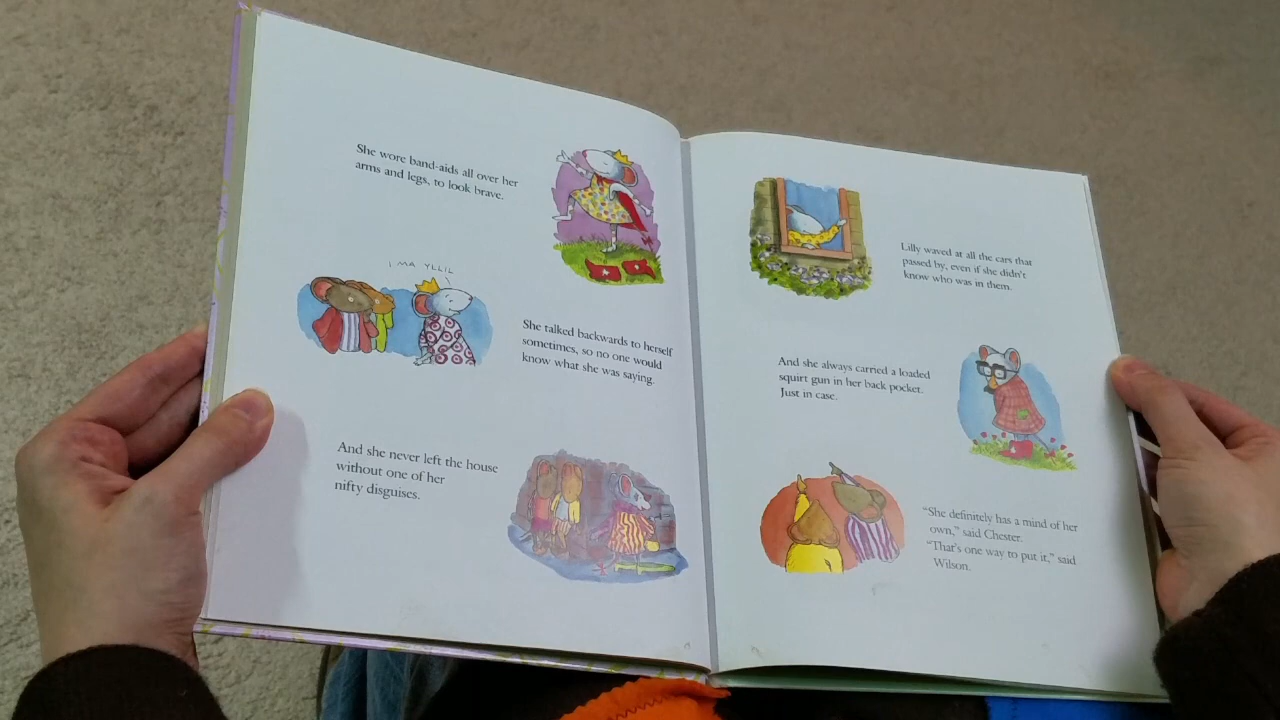 She wore band-aids all over her
arms and legs, to look brave.
I MA YLLIL
She talked backwards to herself
sometimes, so no one would
know what she was saying.
And she never left the house
without one of her
nifty disguises.
Lilly waved at all the cars that
passed by, even if she didn't
know who was in them.
And she always carried a loaded
squirt gun in her back pocket.
Just in case.
"She definitely has a mind of her
own," said Chester.
"That's one way to put it," said
Wilson.